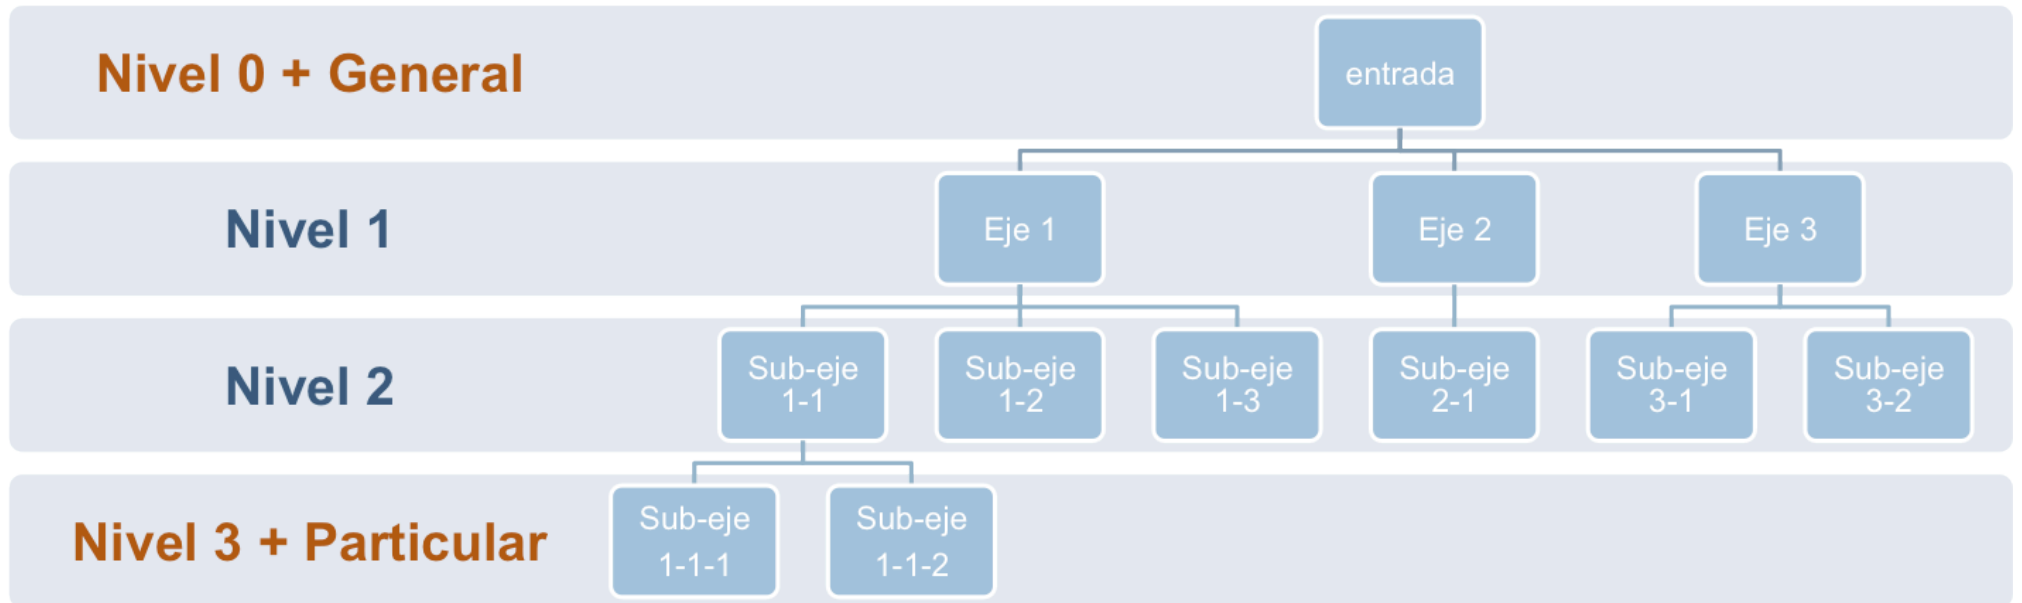 Nivel 0 + General
entrada
Nivel 1
Eje 1
Eje 2
Eje 3
Nivel 2
Sub-eje
1-1
Sub-eje
1-2
Sub-eje
1-3
Sub-eje
2-1
Sub-eje
3-1
Sub-eje
3-2
Nivel 3 + Particular
Sub-eje
1-1-1
Sub-eje
1-1-2